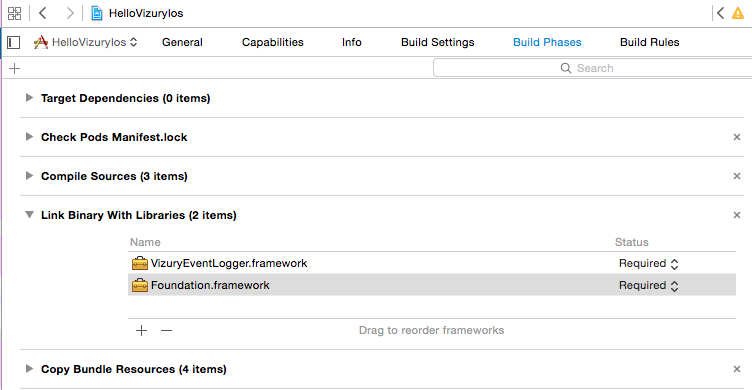 HelloVizuryIos
HelloVizuryIos General Capabilities Info Build Settings Build Phases Build Rules
Search
Target Dependencies (0 items)
Check Pods Manifest.lock
Compile Sources (3 items)
Link Binary With Libraries (2 items)
Name Status
VizuryEventLogger.framework Required
Foundation.framework Required
Drag to reorder frameworks
Copy Bundle Resources (4 items)